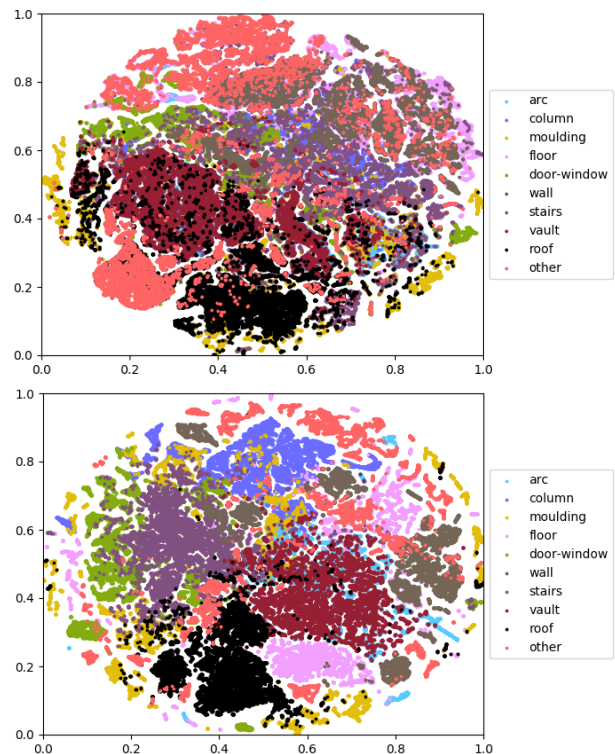 1.0
0.8
0.6
0.4
0.2
0.0
0.0 0.2 0.4 0.6 0.8 1.0
arc
column
moulding
floor
door-window
wall
stairs
vault
roof
other
1.0
0.8
0.6
0.4
0.2
0.0
0.0 0.2 0.4 0.6 0.8 1.0
arc
column
moulding
floor
door-window
wall
stairs
vault
roof
other